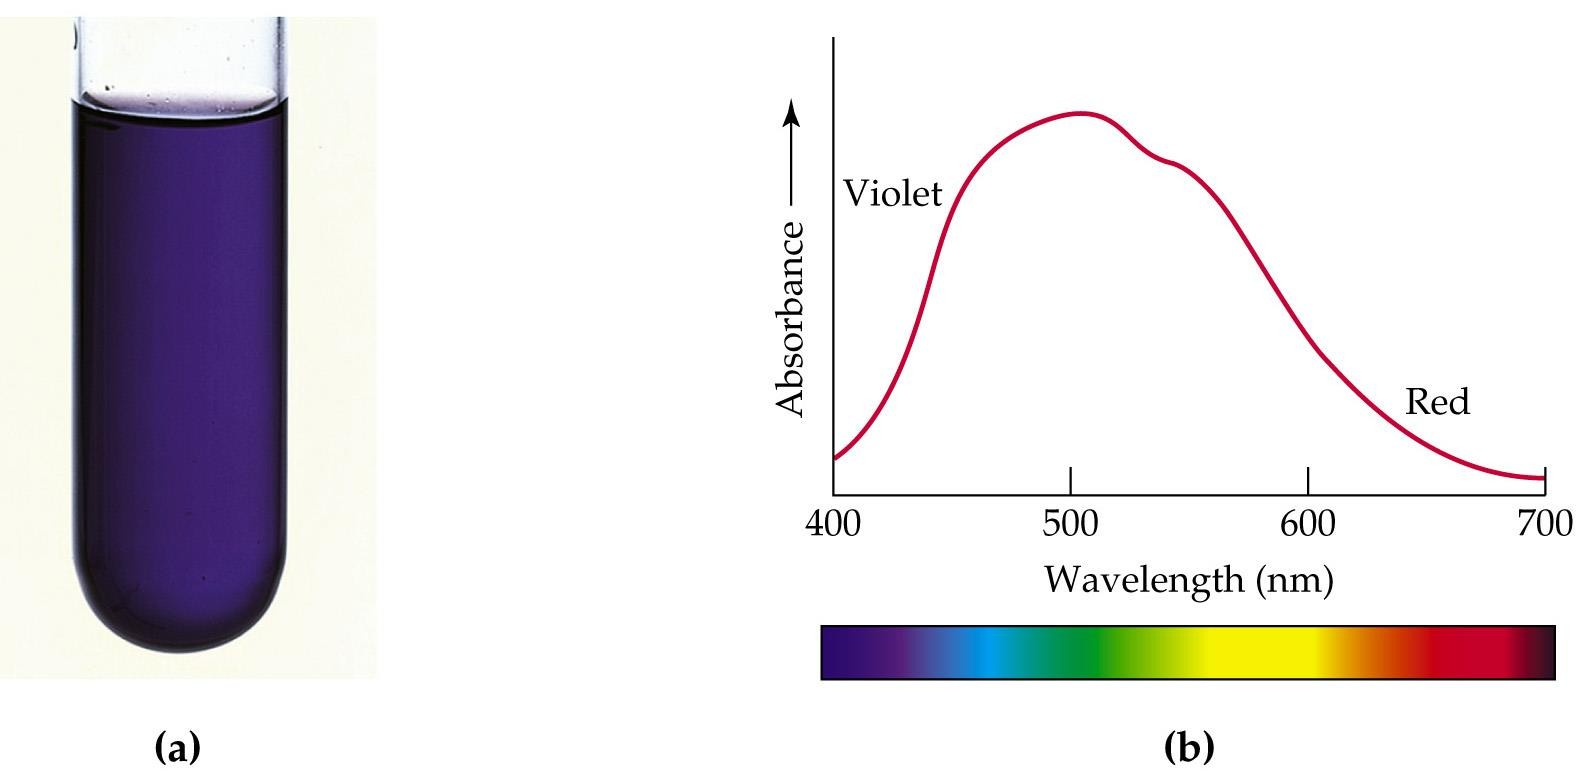 Violet
Absorbance
Red
400 500 600 700
Wavelength (nm)
(a)
(b)